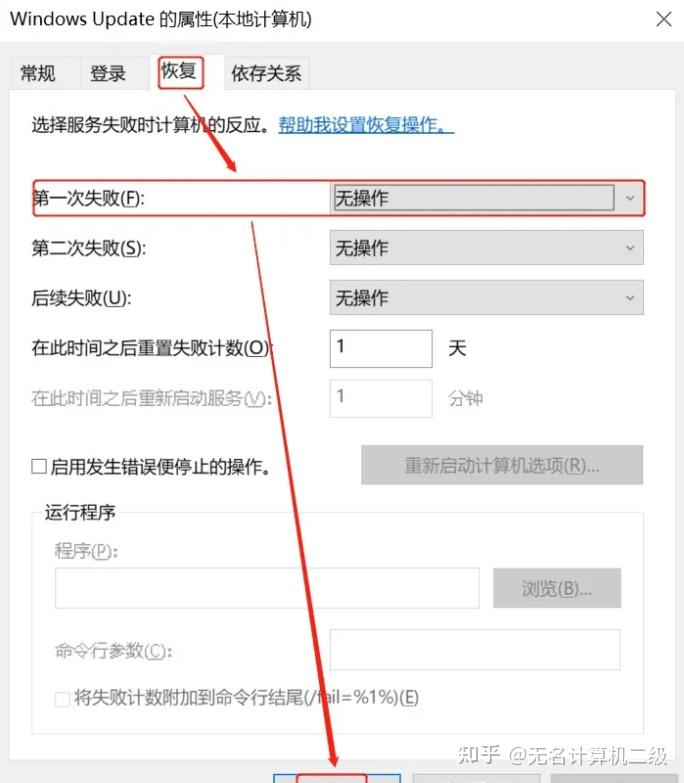 Windows Update 的属性(本地计算机)
常规 登录 恢复 依存关系
选择服务失败时计算机的反应。帮助我设置恢复操作。
第一次失败(F): 无操作
第二次失败(S): 无操作
后续失败(U): 无操作
在此时间之后重置失败计数(O): 1 天
在此时间之后重新启动服务(V): 1 分钟
启用发生错误便停止的操作。 重新启动计算机选项(R)...
运行程序
程序(P):
浏览(B)...
命令行参数(C):
将失败计数附加到命令行结尾(/fail=%1%)(E)
知乎 @无名计算机二级